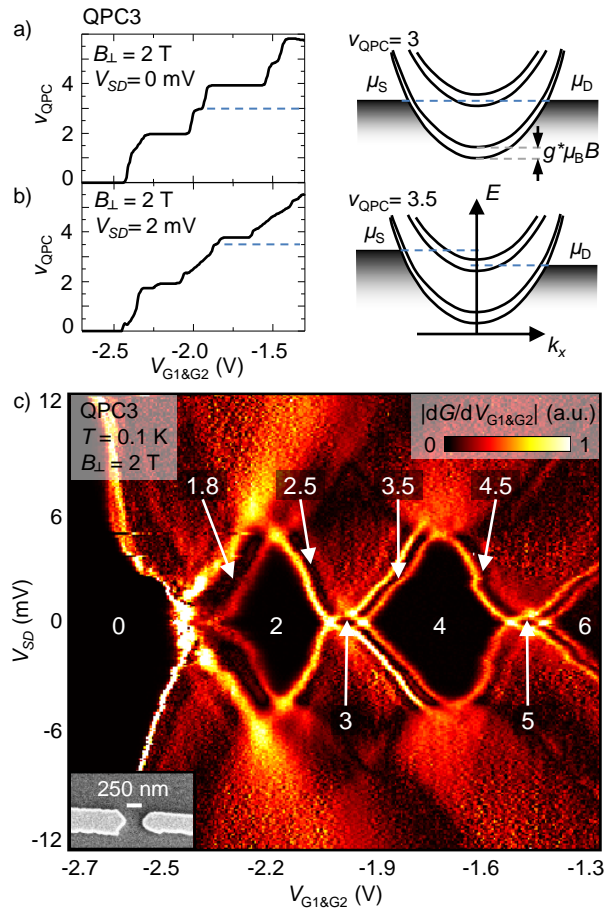 QPC3
a)
B⊥ = 2 T
V_SD = 0 mV
ν_QPC
4
2
0
ν_QPC = 3
μ_S
μ_D
g*μ_B B
b)
B⊥ = 2 T
V_SD = 2 mV
ν_QPC
4
2
0
-2.5
-2.0
-1.5
V_G1&G2 (V)
ν_QPC = 3.5
E
μ_S
μ_D
k_x
c)
QPC3
T = 0.1 K
B⊥ = 2 T
|dG/dV_G1&G2| (a.u.)
0
1
1.8
2.5
3.5
4.5
0
2
4
6
3
5
250 nm
12
6
0
-6
-12
V_SD (mV)
-2.7
-2.4
-2.2
-1.9
-1.6
-1.3
V_G1&G2 (V)